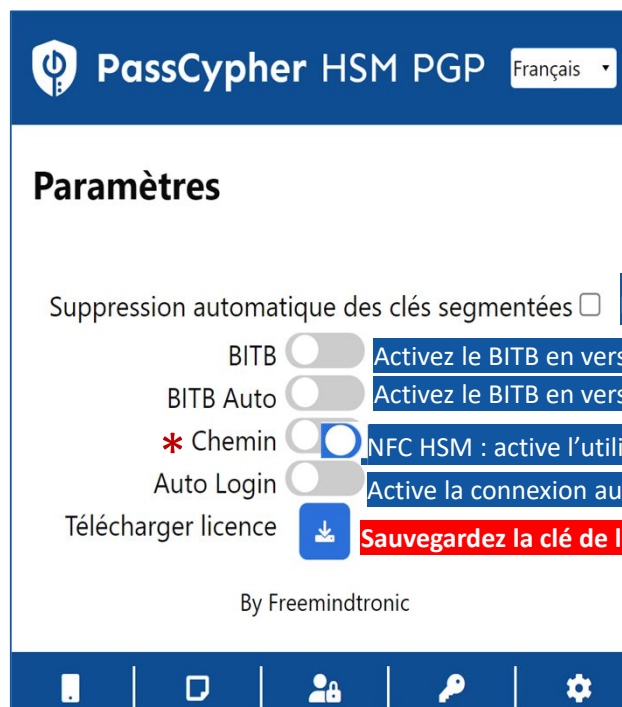 PassCypher HSM PGP Français
Paramètres
Suppression automatique des clés segmentées
BITB Activez le BITB en vers
BITB Auto Activez le BITB en vers
* Chemin NFC HSM : active l’utili
Auto Login Active la connexion au
Télécharger licence Sauvegardez la clé de l
By Freemindtronic